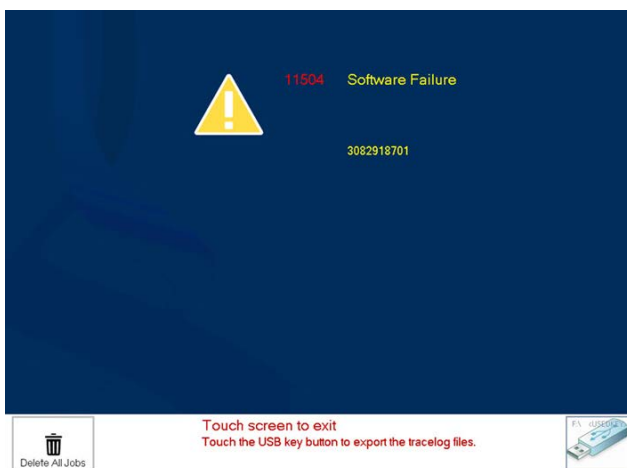 11504 Software Failure
3082918701
Touch screen to exit
Touch the USB key button to export the tracelog files.
Delete All Jobs